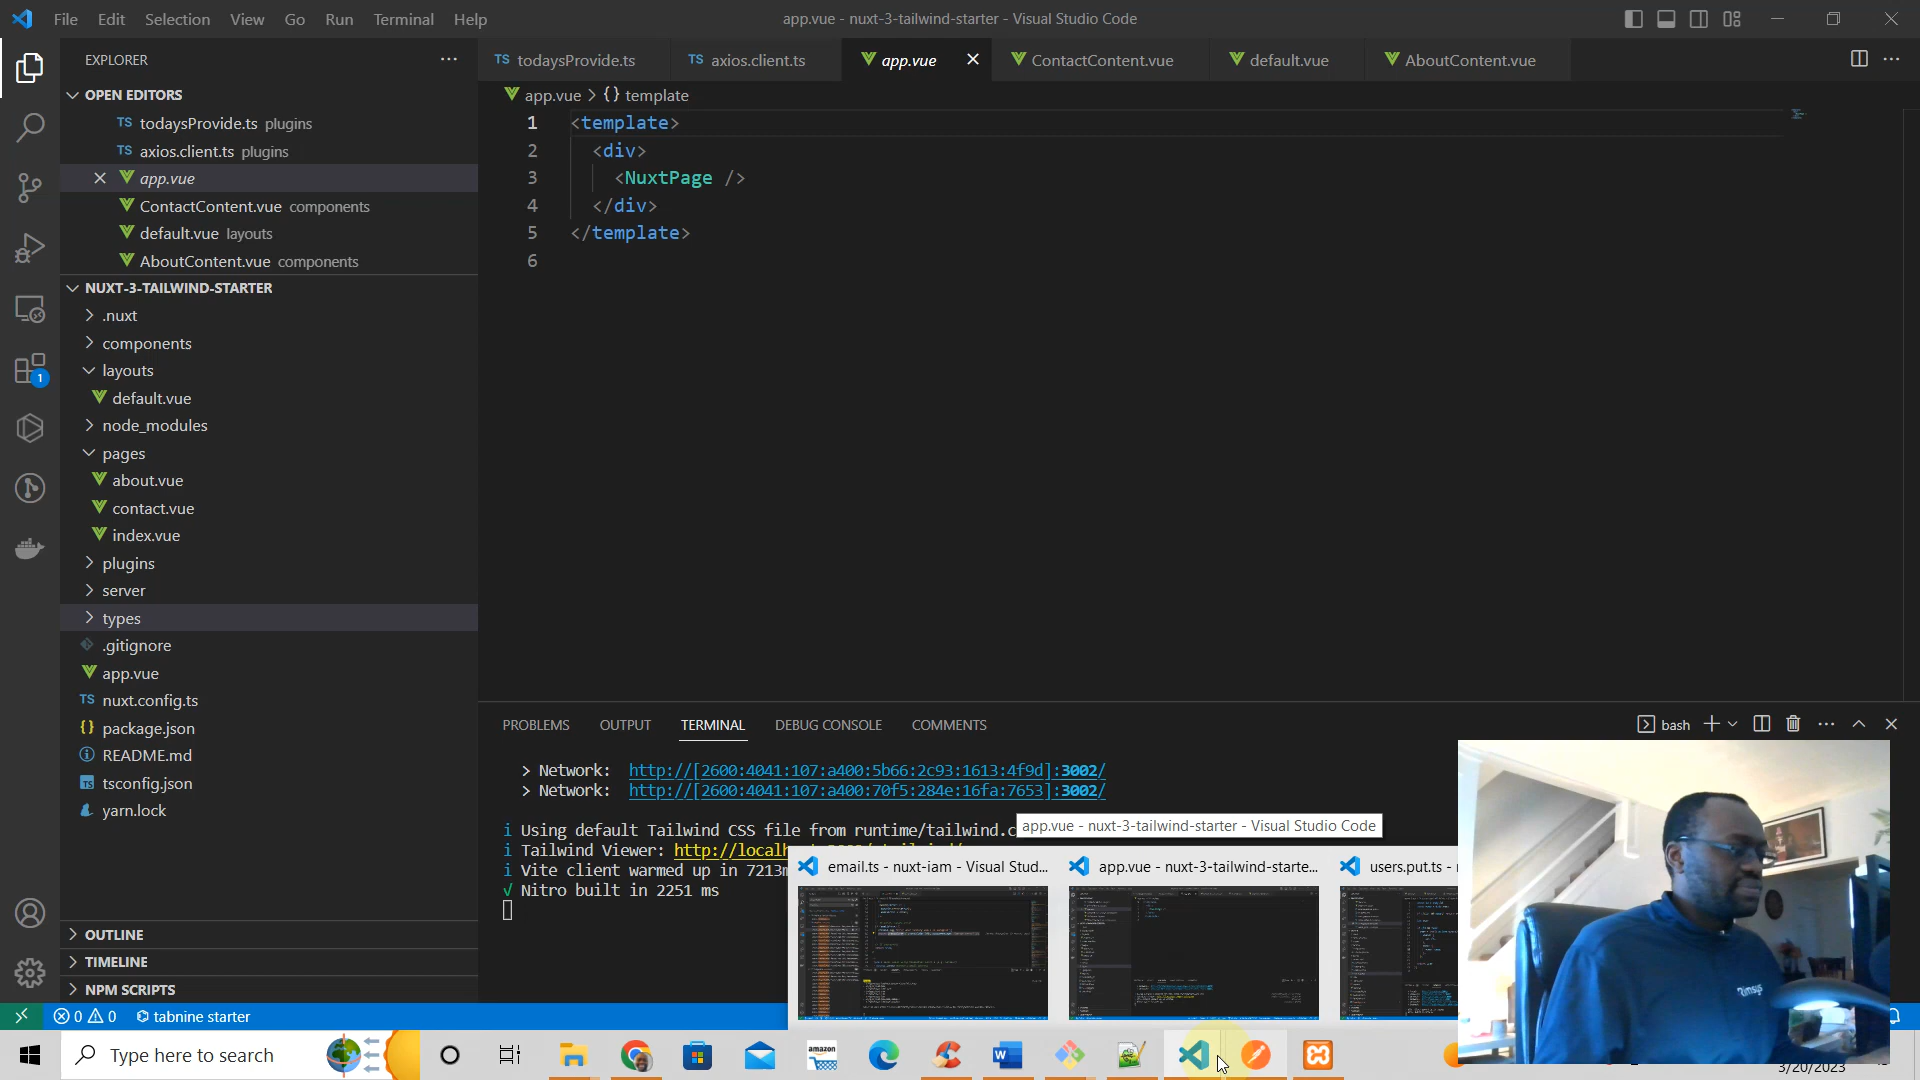 File Edit Selection View Go Run Terminal Help
app.vue - nuxt-3-tailwind-starter - Visual Studio Code
EXPLORER
OPEN EDITORS
TS todaysProvide.ts plugins
TS axios.client.ts plugins
app.vue
ContactContent.vue components
default.vue layouts
AboutContent.vue components
NUXT-3-TAILWIND-STARTER
.nuxt
components
layouts
default.vue
node_modules
pages
about.vue
contact.vue
index.vue
plugins
server
types
.gitignore
app.vue
TS nuxt.config.ts
{} package.json
README.md
tsconfig.json
yarn.lock
OUTLINE
TIMELINE
NPM SCRIPTS
1
TS todaysProvide.ts TS axios.client.ts app.vue ContactContent.vue default.vue AboutContent.vue
app.vue > {} template
1 <template>
2 <div>
3 <NuxtPage />
4 </div>
5 </template>
6
PROBLEMS OUTPUT TERMINAL DEBUG CONSOLE COMMENTS
bash
> Network: http://[2600:4041:107:a400:5b66:2c93:1613:4f9d]:3002/
> Network: http://[2600:4041:107:a400:70f5:284e:16fa:7653]:3002/
i Using default Tailwind CSS file from runtime/tailwind.c
i Tailwind Viewer: http://local
i Vite client warmed up in 7213m
√ Nitro built in 2251 ms
app.vue - nuxt-3-tailwind-starter - Visual Studio Code
email.ts - nuxt-iam - Visual Stud...
app.vue - nuxt-3-tailwind-starte...
users.put.ts -
0 0 tabnine starter
Type here to search
amazon
3/20/2023